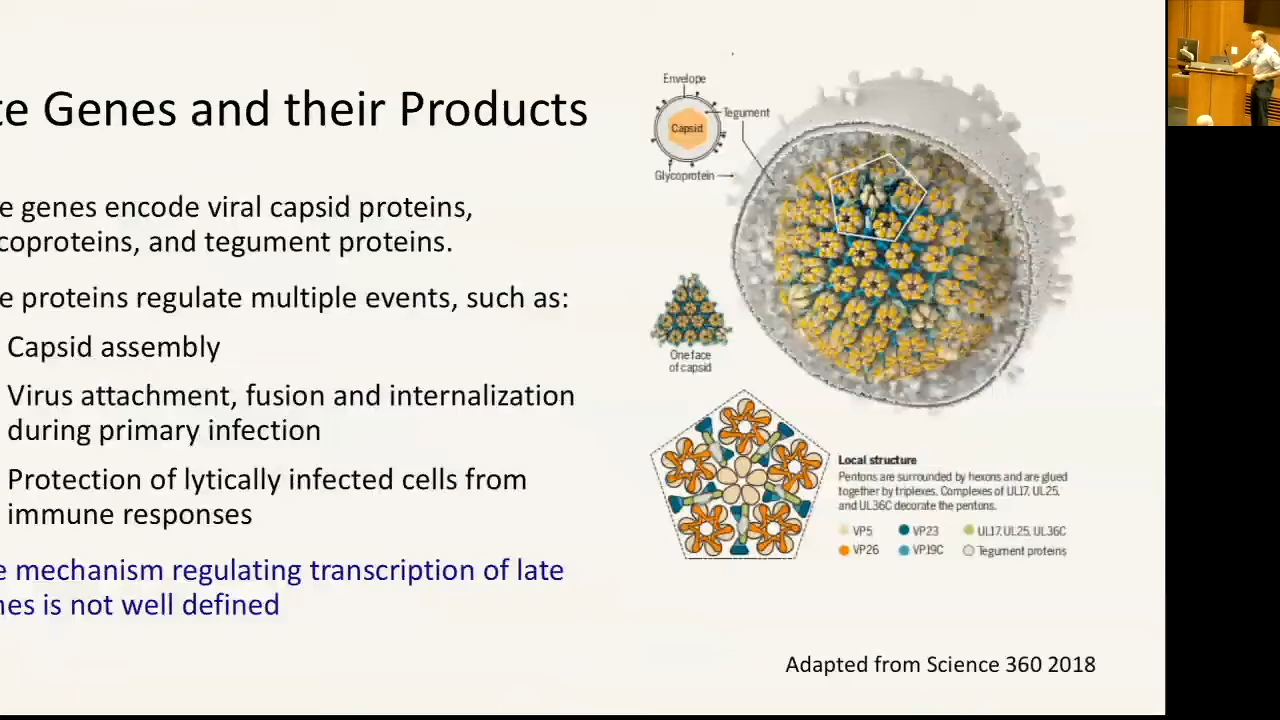 te Genes and their Products
e genes encode viral capsid proteins,
coproteins, and tegument proteins.
e proteins regulate multiple events, such as:
Capsid assembly
Virus attachment, fusion and internalization
during primary infection
Protection of lytically infected cells from
immune responses
e mechanism regulating transcription of late
nes is not well defined
Envelope
Tegument
Capsid
Glycoprotein
One face
of capsid
Local structure
Pentons are surrounded by hexons and are glued
together by triplexes. Complexes of UL17, UL25,
and UL36C decorate the pentons.
VP5 VP23 UL17, UL25, UL36C
VP26 VP19C Tegument proteins
Adapted from Science 360 2018